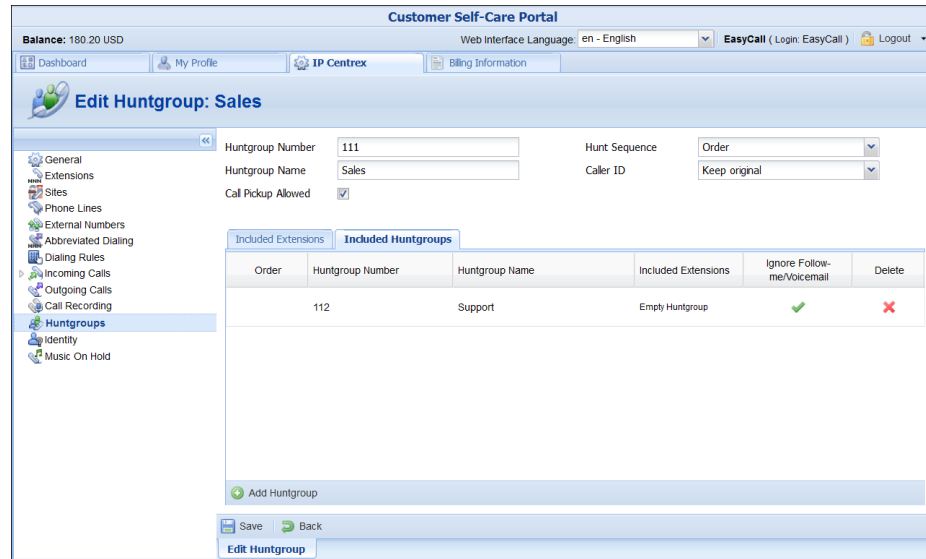 Customer Self-Care Portal
Balance: 180.20 USD Web Interface Language: en - English EasyCall ( Login: EasyCall ) Logout
Dashboard My Profile IP Centrex Billing Information
Edit Huntgroup: Sales
General
Extensions
Sites
Phone Lines
External Numbers
Abbreviated Dialing
Dialing Rules
Incoming Calls
Outgoing Calls
Call Recording
Huntgroups
Identity
Music On Hold
Huntgroup Number 111 Hunt Sequence Order
Huntgroup Name Sales Caller ID Keep original
Call Pickup Allowed
Included Extensions Included Huntgroups
Order Huntgroup Number Huntgroup Name Included Extensions Ignore Follow-
me/Voicemail Delete
112 Support Empty Huntgroup
Add Huntgroup
Save Back
Edit Huntgroup